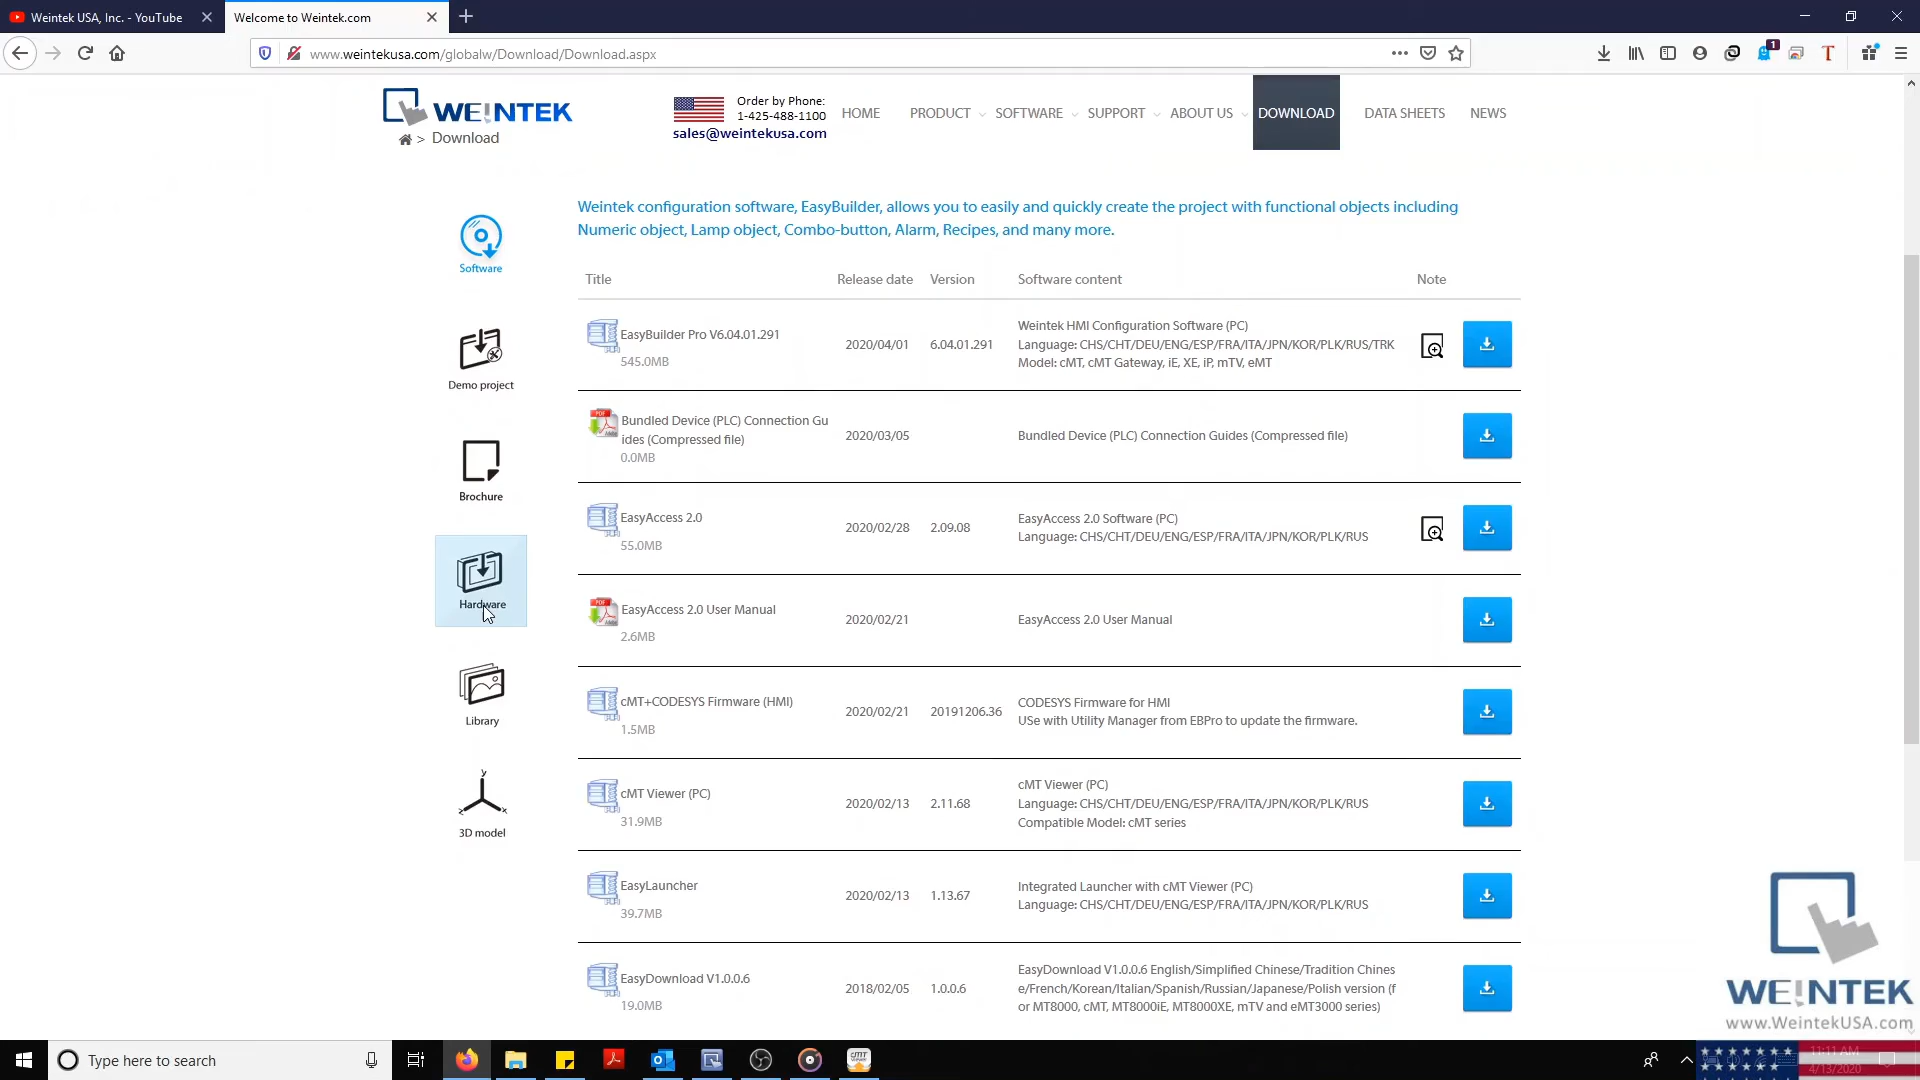 Weintek USA, Inc. - YouTube
Welcome to Weintek.com
www.weintekusa.com/globalw/Download/Download.aspx
1
WEINTEK
Order by Phone:
1-425-488-1100
sales@weintekusa.com
HOME PRODUCT SOFTWARE SUPPORT ABOUT US DOWNLOAD DATA SHEETS NEWS
> Download
Weintek configuration software, EasyBuilder, allows you to easily and quickly create the project with functional objects including
Numeric object, Lamp object, Combo-button, Alarm, Recipes, and many more.
Software
Demo project
Brochure
Hardware
Library
y
x z
3D model
Title Release date Version Software content Note
EasyBuilder Pro V6.04.01.291
545.0MB
2020/04/01 6.04.01.291
Weintek HMI Configuration Software (PC)
Language: CHS/CHT/DEU/ENG/ESP/FRA/ITA/JPN/KOR/PLK/RUS/TRK
Model: cMT, cMT Gateway, iE, XE, iP, mTV, eMT
PDF
Bundled Device (PLC) Connection Gu
ides (Compressed file)
0.0MB
2020/03/05
Bundled Device (PLC) Connection Guides (Compressed file)
EasyAccess 2.0
55.0MB
2020/02/28 2.09.08
EasyAccess 2.0 Software (PC)
Language: CHS/CHT/DEU/ENG/ESP/FRA/ITA/JPN/KOR/PLK/RUS
PDF
EasyAccess 2.0 User Manual
2.6MB
2020/02/21
EasyAccess 2.0 User Manual
cMT+CODESYS Firmware (HMI)
1.5MB
2020/02/21 20191206.36
CODESYS Firmware for HMI
USe with Utility Manager from EBPro to update the firmware.
cMT Viewer (PC)
31.9MB
2020/02/13 2.11.68
cMT Viewer (PC)
Language: CHS/CHT/DEU/ENG/ESP/FRA/ITA/JPN/KOR/PLK/RUS
Compatible Model: cMT series
EasyLauncher
39.7MB
2020/02/13 1.13.67
Integrated Launcher with cMT Viewer (PC)
Language: CHS/CHT/DEU/ENG/ESP/FRA/ITA/JPN/KOR/PLK/RUS
EasyDownload V1.0.0.6
19.0MB
2018/02/05 1.0.0.6
EasyDownload V1.0.0.6 English/Simplified Chinese/Tradition Chines
e/French/Korean/Italian/Spanish/Russian/Japanese/Polish version (f
or MT8000, cMT, MT8000iE, MT8000XE, mTV and eMT3000 series)
WE!NTEK
www.WeintekUSA.com
Type here to search
11:11 AM
4/13/2020